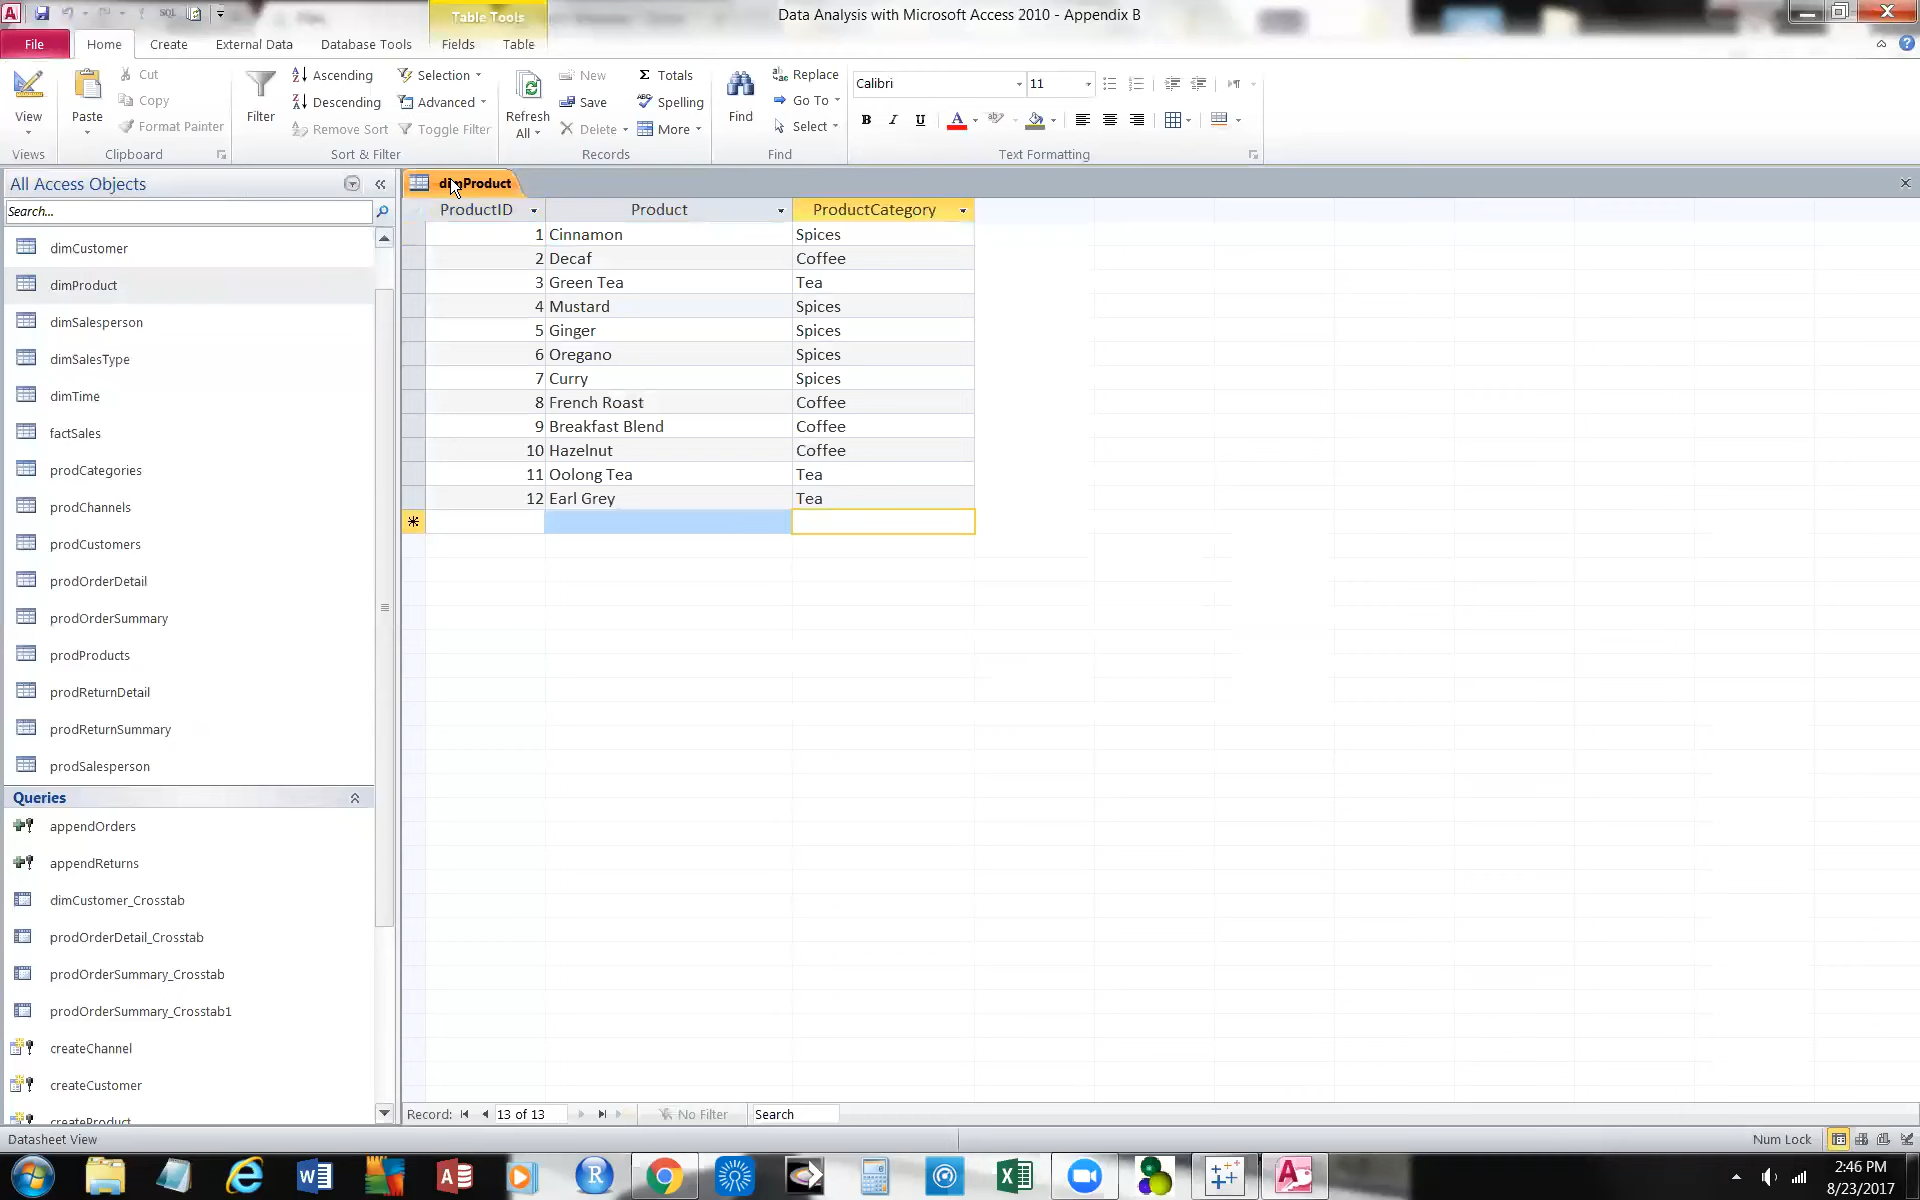 Table Tools
Data Analysis with Microsoft Access 2010 - Appendix B
File Home Create External Data Database Tools Fields Table
View
Views
Paste
Cut
Copy
Format Painter
Clipboard
Filter
Ascending
Descending
Remove Sort
Selection
Advanced
Toggle Filter
Sort & Filter
Refresh All
New
Save
Delete
Totals
Spelling
More
Records
Find
Replace
Go To
Select
Find
Calibri 11
B I U A
Text Formatting
All Access Objects
Search...
dimCustomer
dimProduct
dimSalesperson
dimSalesType
dimTime
factSales
prodCategories
prodChannels
prodCustomers
prodOrderDetail
prodOrderSummary
prodProducts
prodReturnDetail
prodReturnSummary
prodSalesperson
Queries
appendOrders
appendReturns
dimCustomer_Crosstab
prodOrderDetail_Crosstab
prodOrderSummary_Crosstab
prodOrderSummary_Crosstab1
createChannel
createCustomer
createProduct
dimProduct
ProductID Product ProductCategory
1 Cinnamon Spices
2 Decaf Coffee
3 Green Tea Tea
4 Mustard Spices
5 Ginger Spices
6 Oregano Spices
7 Curry Spices
8 French Roast Coffee
9 Breakfast Blend Coffee
10 Hazelnut Coffee
11 Oolong Tea Tea
12 Earl Grey Tea
Record: 13 of 13 No Filter Search
Datasheet View Num Lock
2:46 PM
8/23/2017